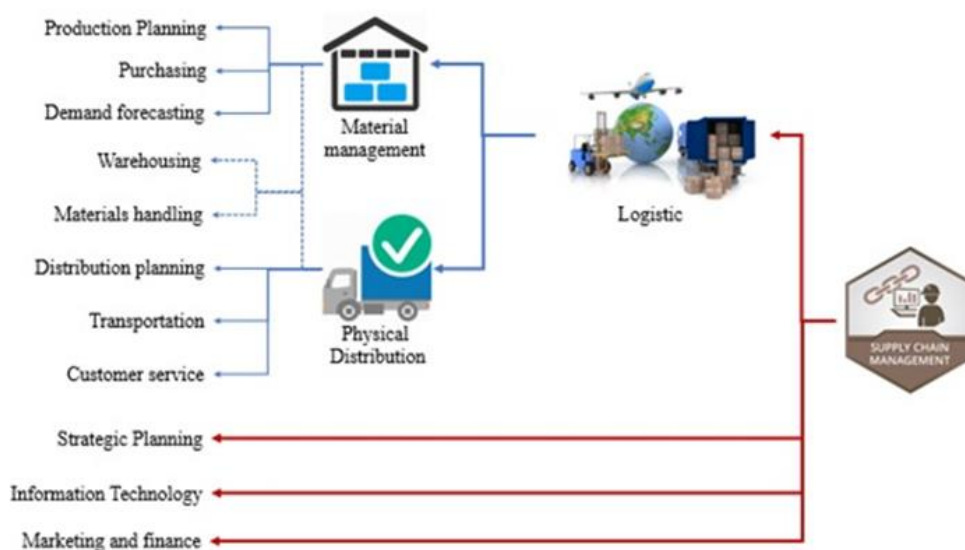 Production Planning
Purchasing
Demand forecasting
Warehousing
Materials handling
Distribution planning
Transportation
Customer service
Strategic Planning
Information Technology
Marketing and finance
Material
management
Physical
Distribution
Logistic
SUPPLY CHAIN
MANAGEMENT